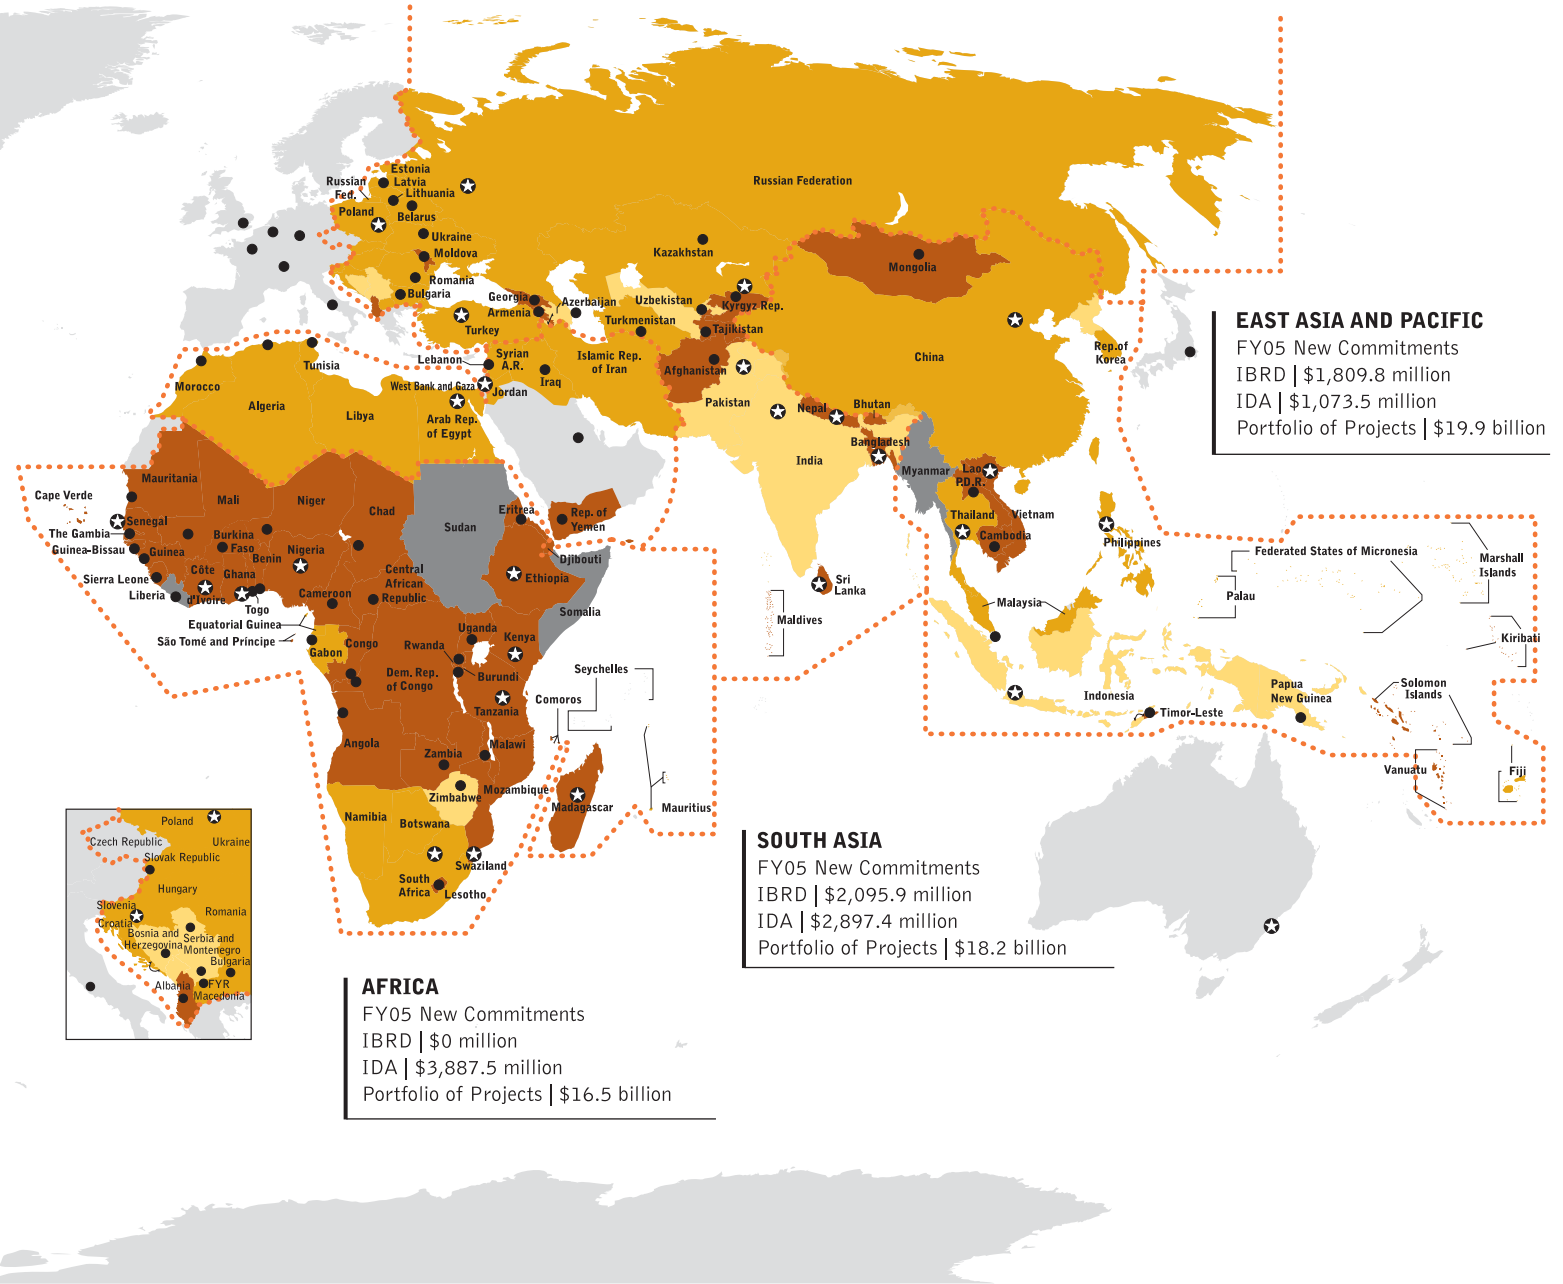 Estonia
Russian
Fed.
Latvia
Lithuania
Poland
Belarus
Ukraine
Moldova
Romania
Bulgaria
Russian Federation
Kazakhstan
Mongolia
Georgia
Armenia
Azerbaijan
Uzbekistan
Turkmenistan
Kyrgyz Rep.
Tajikistan
Turkey
Lebanon
Syrian
A.R.
Iraq
Islamic Rep.
of Iran
Afghanistan
China
Rep.of
Korea
Tunisia
Morocco
Algeria
Libya
West Bank and Gaza
Jordan
Arab Rep.
of Egypt
Pakistan
Nepal
Bhutan
Bangladesh
India
Myanmar
Lao
P.D.R.
Thailand
Vietnam
Cambodia
Philippines
Sri
Lanka
Maldives
Malaysia
Indonesia
Timor-Leste
Papua
New Guinea
Federated States of Micronesia
Marshall
Islands
Palau
Kiribati
Solomon
Islands
Vanuatu
Fiji
Cape Verde
Mauritania
Mali
Niger
Chad
Sudan
Eritrea
Rep. of
Yemen
Senegal
The Gambia
Guinea-Bissau
Guinea
Burkina
Faso
Benin
Nigeria
Sierra Leone
Côte
d'Ivoire
Ghana
Liberia
Togo
Cameroon
Central
African
Republic
Djibouti
Ethiopia
Somalia
Equatorial Guinea
São Tomé and Príncipe
Gabon
Congo
Uganda
Kenya
Rwanda
Dem. Rep.
of Congo
Burundi
Tanzania
Seychelles
Comoros
Angola
Zambia
Malawi
Mozambique
Zimbabwe
Madagascar
Mauritius
Namibia
Botswana
Swaziland
South
Africa
Lesotho
Poland
Czech Republic
Ukraine
Slovak Republic
Hungary
Slovenia
Croatia
Romania
Bosnia and
Herzegovina
Serbia and
Montenegro
Bulgaria
Albania
FYR
Macedonia
EAST ASIA AND PACIFIC
FY05 New Commitments
IBRD | $1,809.8 million
IDA | $1,073.5 million
Portfolio of Projects | $19.9 billion
SOUTH ASIA
FY05 New Commitments
IBRD | $2,095.9 million
IDA | $2,897.4 million
Portfolio of Projects | $18.2 billion
AFRICA
FY05 New Commitments
IBRD | $0 million
IDA | $3,887.5 million
Portfolio of Projects | $16.5 billion